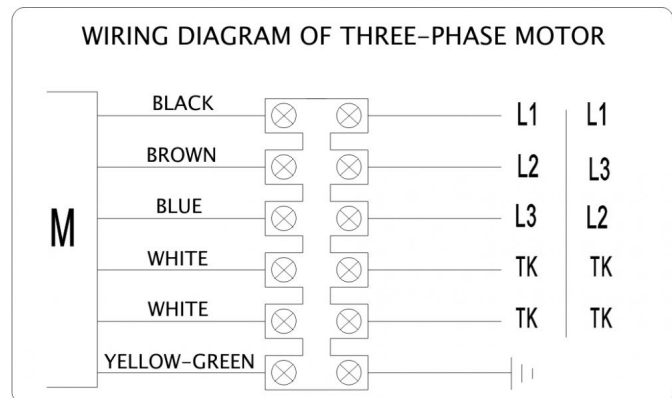 WIRING DIAGRAM OF THREE-PHASE MOTOR
BLACK L1 L1
BROWN L2 L3
BLUE L3 L2
M
WHITE TK TK
WHITE TK TK
YELLOW-GREEN